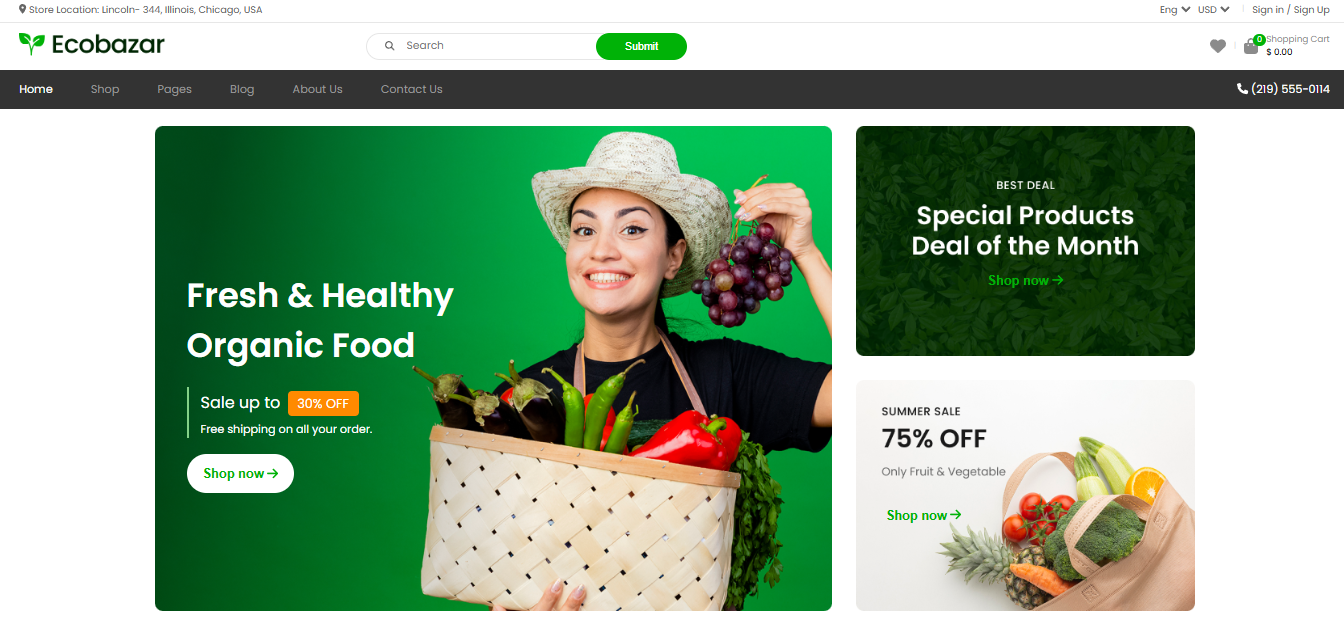 Store Location: Lincoln- 344, Illinois, Chicago, USA
Eng USD Sign in / Sign Up
Ecobazar
Search
Submit
0
Shopping Cart
$ 0.00
Home Shop Pages Blog About Us Contact Us
(219) 555-0114
Fresh & Healthy
Organic Food
Sale up to 30% OFF
Free shipping on all your order.
Shop now
BEST DEAL
Special Products
Deal of the Month
Shop now
SUMMER SALE
75% OFF
Only Fruit & Vegetable
Shop now